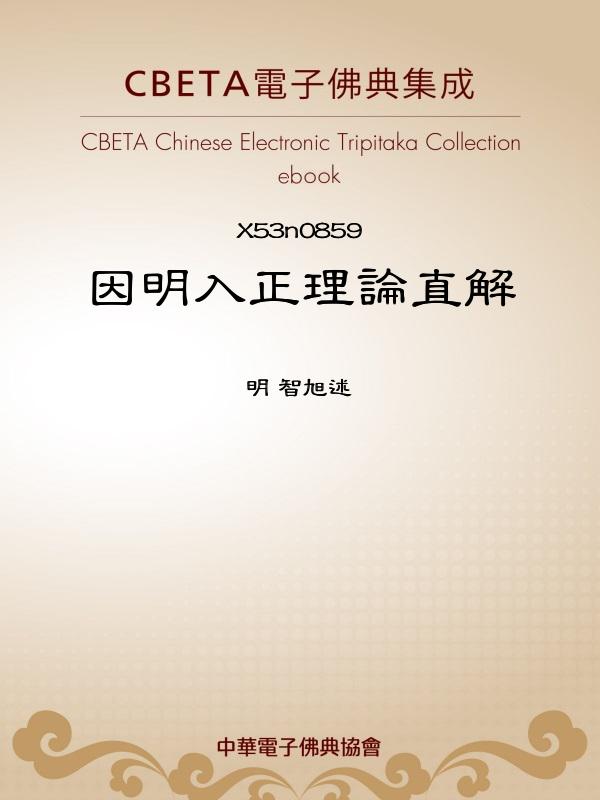 CBETA電子佛典集成
CBETA Chinese Electronic Tripitaka Collection
ebook
X53n0859
因明入正理論直解
明 智旭述
中華電子佛典協會